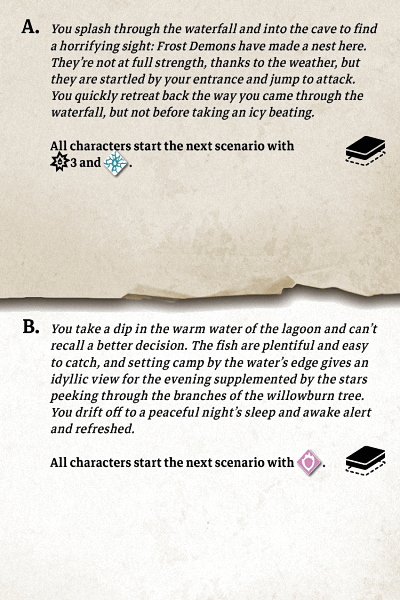 A. You splash through the waterfall and into the cave to find
a horrifying sight: Frost Demons have made a nest here.
They're not at full strength, thanks to the weather, but
they are startled by your entrance and jump to attack.
You quickly retreat back the way you came through the
waterfall, but not before taking an icy beating.
All characters start the next scenario with
3 and .
B. You take a dip in the warm water of the lagoon and can't
recall a better decision. The fish are plentiful and easy
to catch, and setting camp by the water's edge gives an
idyllic view for the evening supplemented by the stars
peeking through the branches of the willowburn tree.
You drift off to a peaceful night's sleep and awake alert
and refreshed.
All characters start the next scenario with .